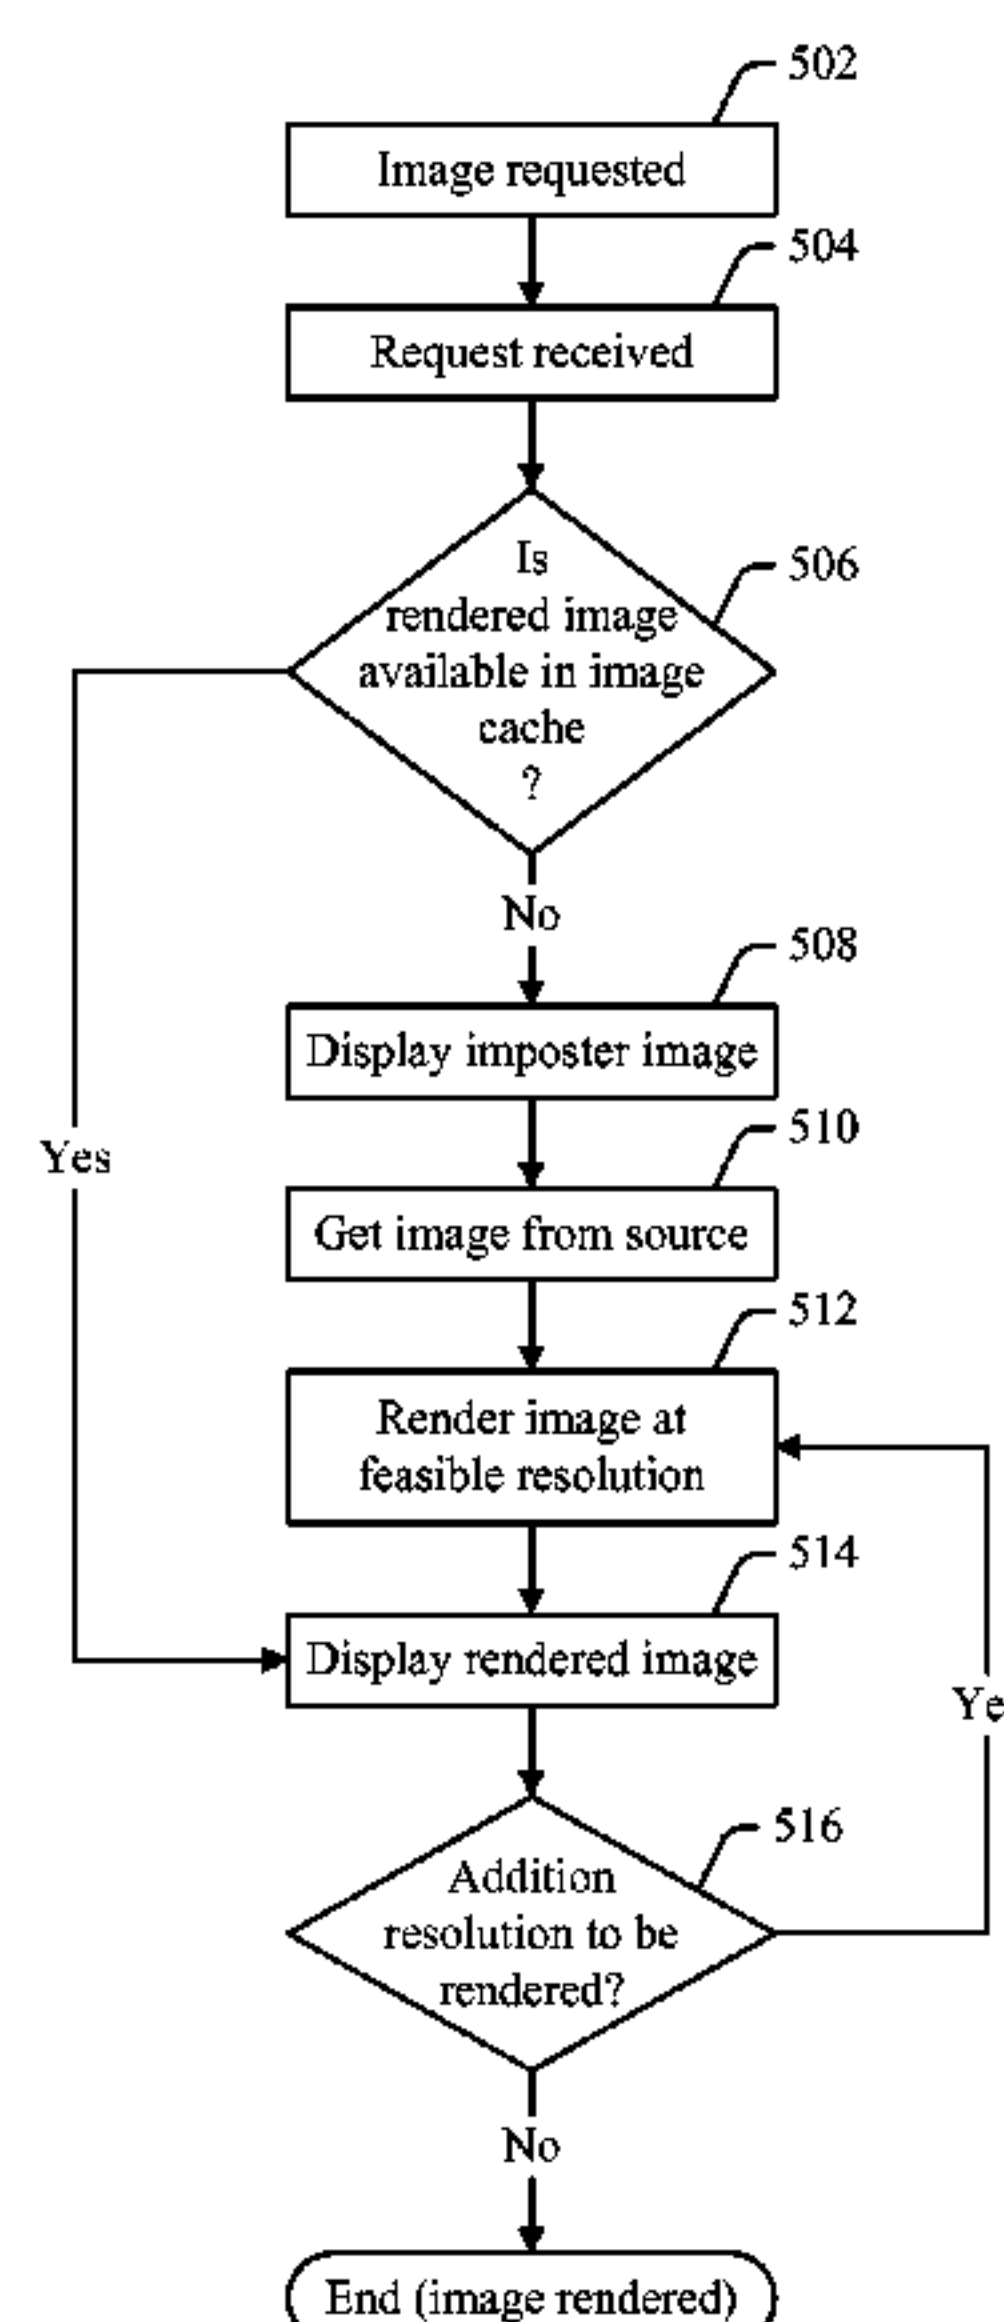 502
Image requested
504
Request received
506
Is
rendered image
available in image
cache
?
No
Yes
508
Display imposter image
510
Get image from source
512
Render image at
feasible resolution
514
Display rendered image
Ye
516
Addition
resolution to be
rendered?
No
End (image rendered)